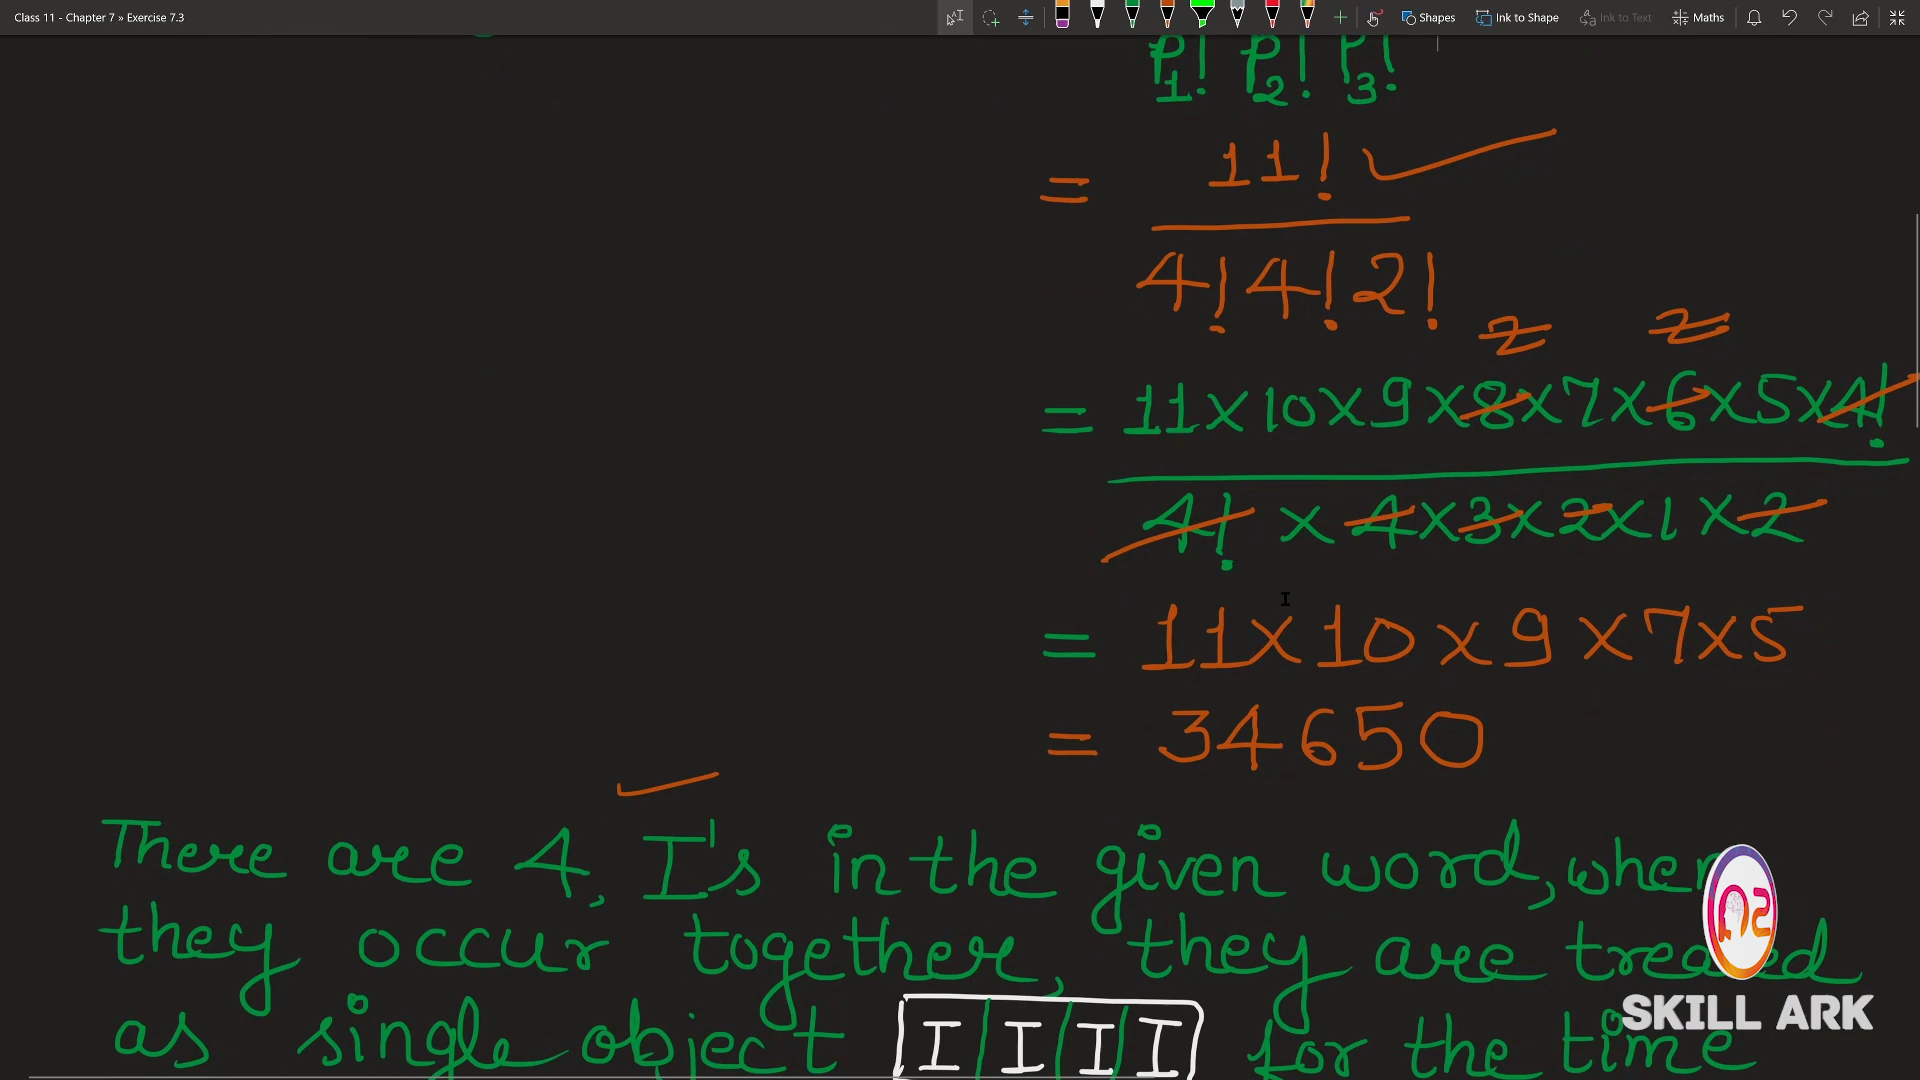 Class 11 - Chapter 7 » Exercise 7.3
Shapes Ink to Shape Ink to Text Maths
P1! P2! P3!
= 11!
4! 4! 2!
2 2
= 11×10×9×8×7×6×5×4!
4! × 4×3×2×1×2
= 11×10×9×7×5
= 34650
There are 4, I's in the given word, when
they occur together, they are treated
as single object I I I I for the time
SKILL ARK